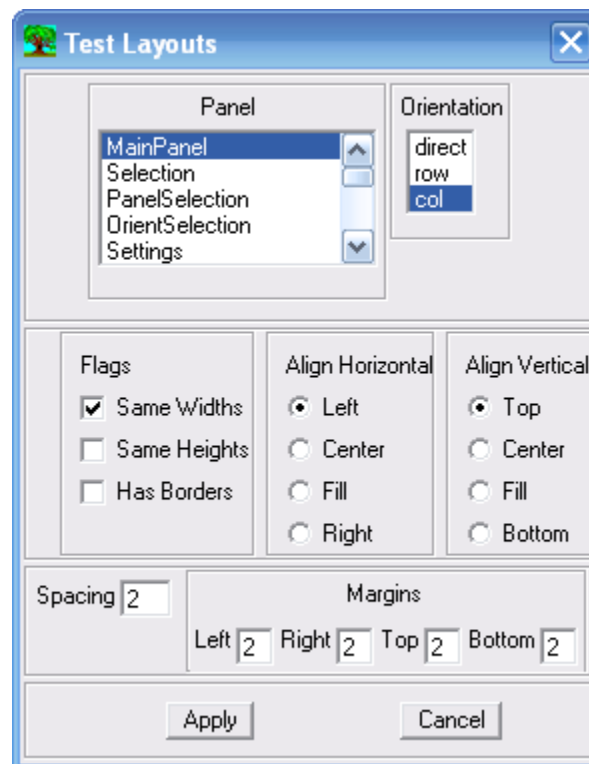 Test Layouts
Panel
MainPanel
Selection
PanelSelection
OrientSelection
Settings
Orientation
direct
row
col
Flags
Same Widths
Same Heights
Has Borders
Align Horizontal
Left
Center
Fill
Right
Align Vertical
Top
Center
Fill
Bottom
Spacing 2
Margins
Left 2 Right 2 Top 2 Bottom 2
Apply Cancel